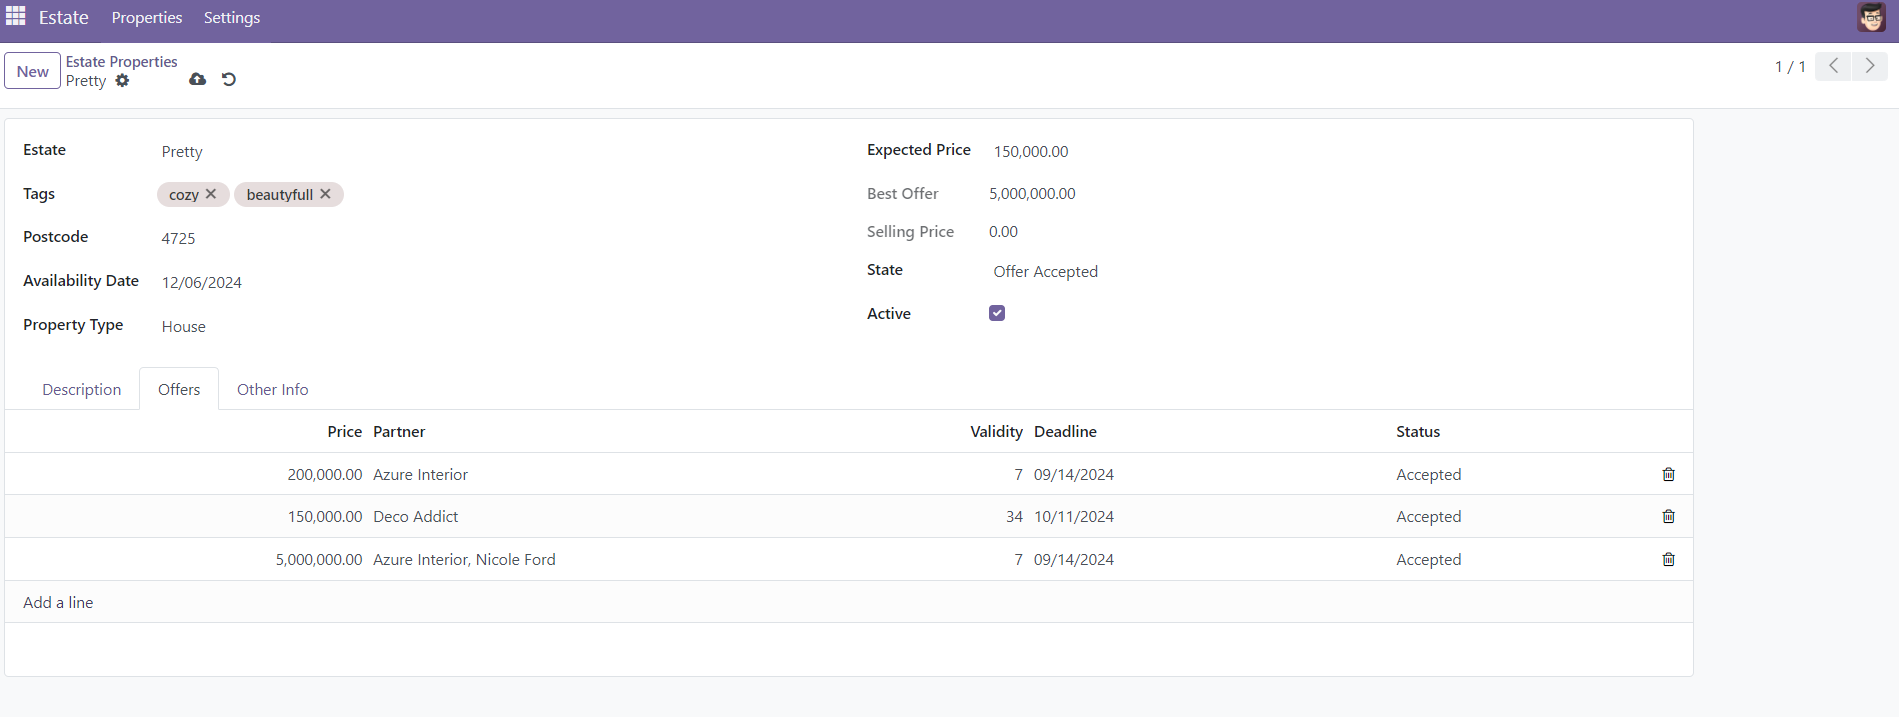 Estate Properties Settings
New
Estate Properties
Pretty
1 / 1
Estate Pretty
Tags cozy beautyfull
Postcode 4725
Availability Date 12/06/2024
Property Type House
Expected Price 150,000.00
Best Offer 5,000,000.00
Selling Price 0.00
State Offer Accepted
Active
Description Offers Other Info
Price Partner Validity Deadline Status
200,000.00 Azure Interior 7 09/14/2024 Accepted
150,000.00 Deco Addict 34 10/11/2024 Accepted
5,000,000.00 Azure Interior, Nicole Ford 7 09/14/2024 Accepted
Add a line